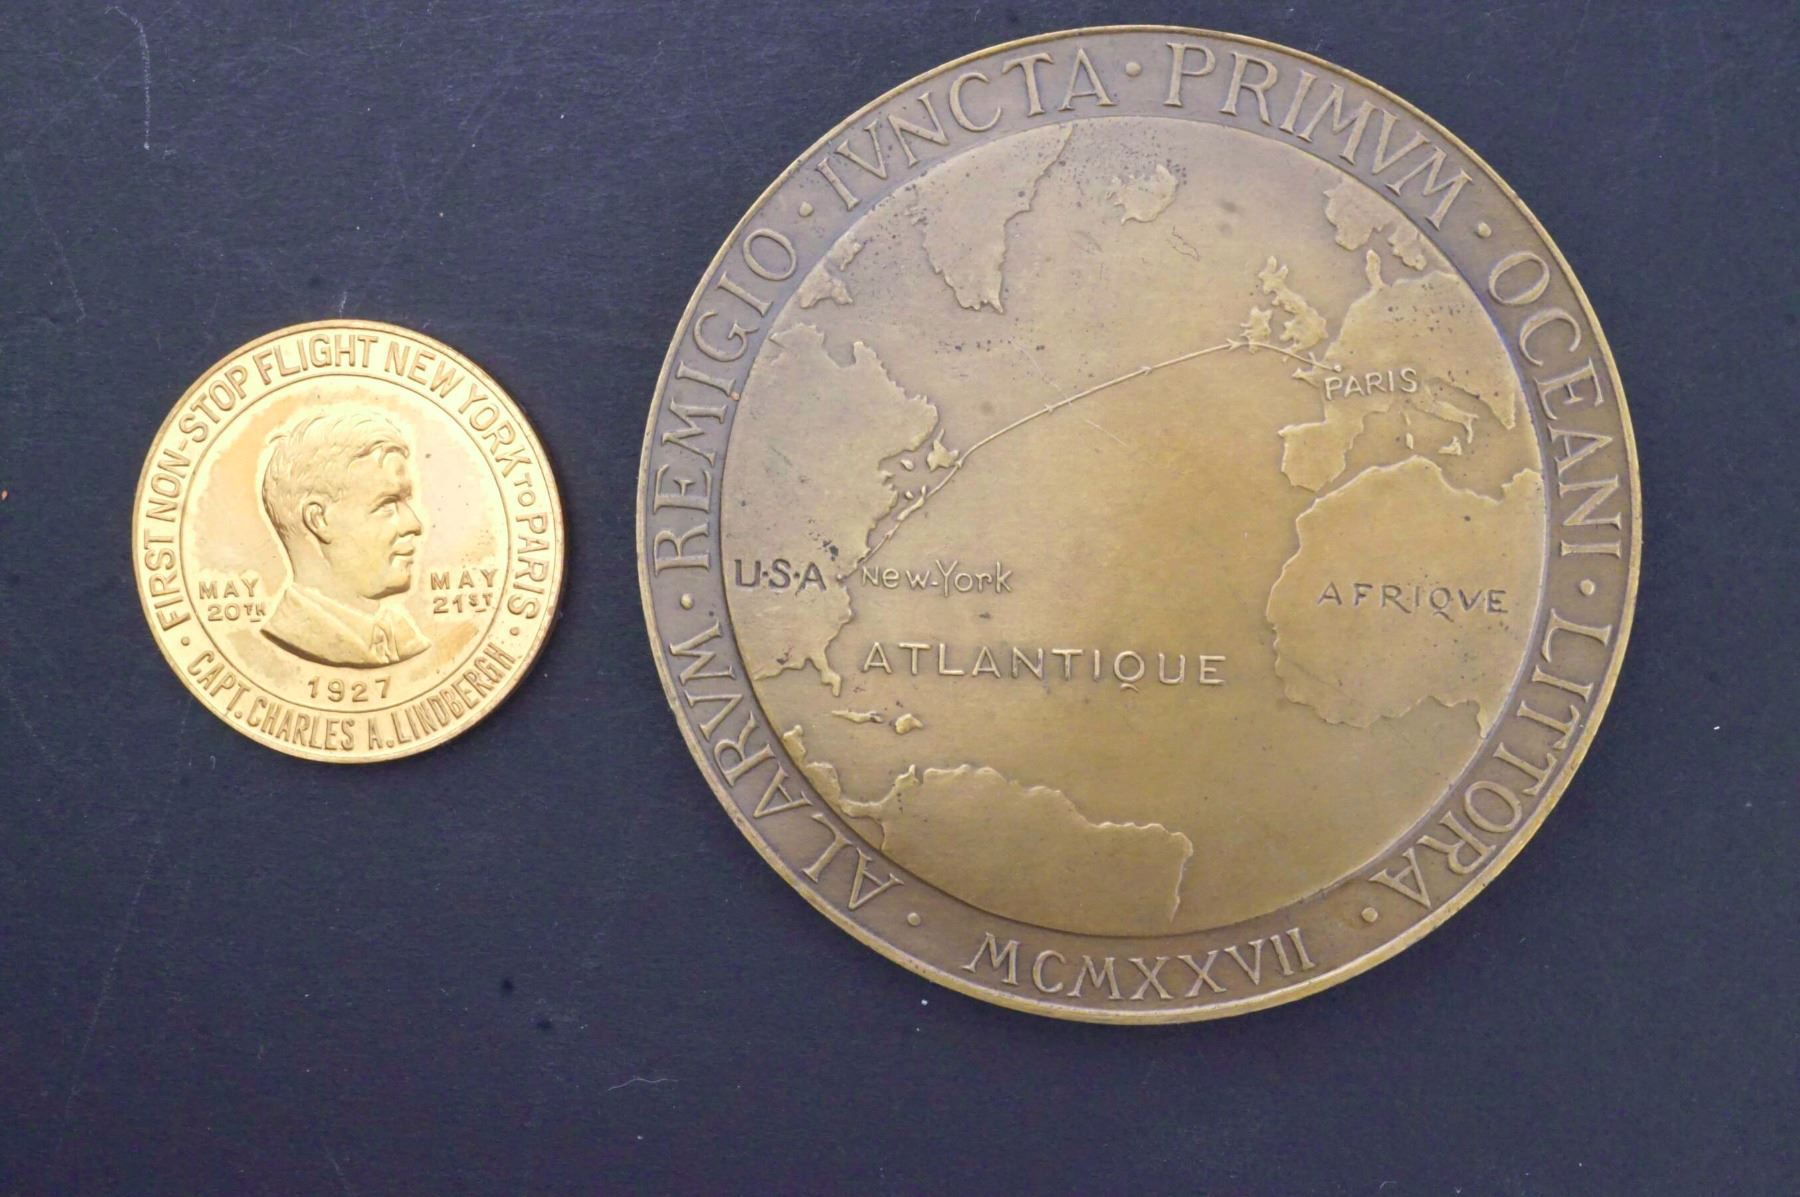 · FIRST NON-STOP FLIGHT NEW YORK TO PARIS ·
MAY 20TH
MAY 21ST
1927
CAPT. CHARLES A. LINDBERGH
ALARVM · REMIGIO · IVNCTA · PRIMVM · OCEANI · LITTORA ·
MCMXXVII
PARIS
U·S·A
New-York
AFRIQVE
ATLANTIQUE